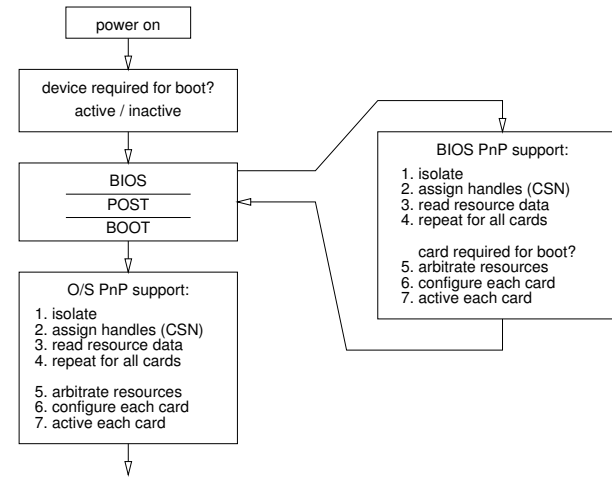 power on
device required for boot?
active / inactive
BIOS
POST
BOOT
O/S PnP support:
1. isolate
2. assign handles (CSN)
3. read resource data
4. repeat for all cards
5. arbitrate resources
6. configure each card
7. active each card
BIOS PnP support:
1. isolate
2. assign handles (CSN)
3. read resource data
4. repeat for all cards
card required for boot?
5. arbitrate resources
6. configure each card
7. active each card